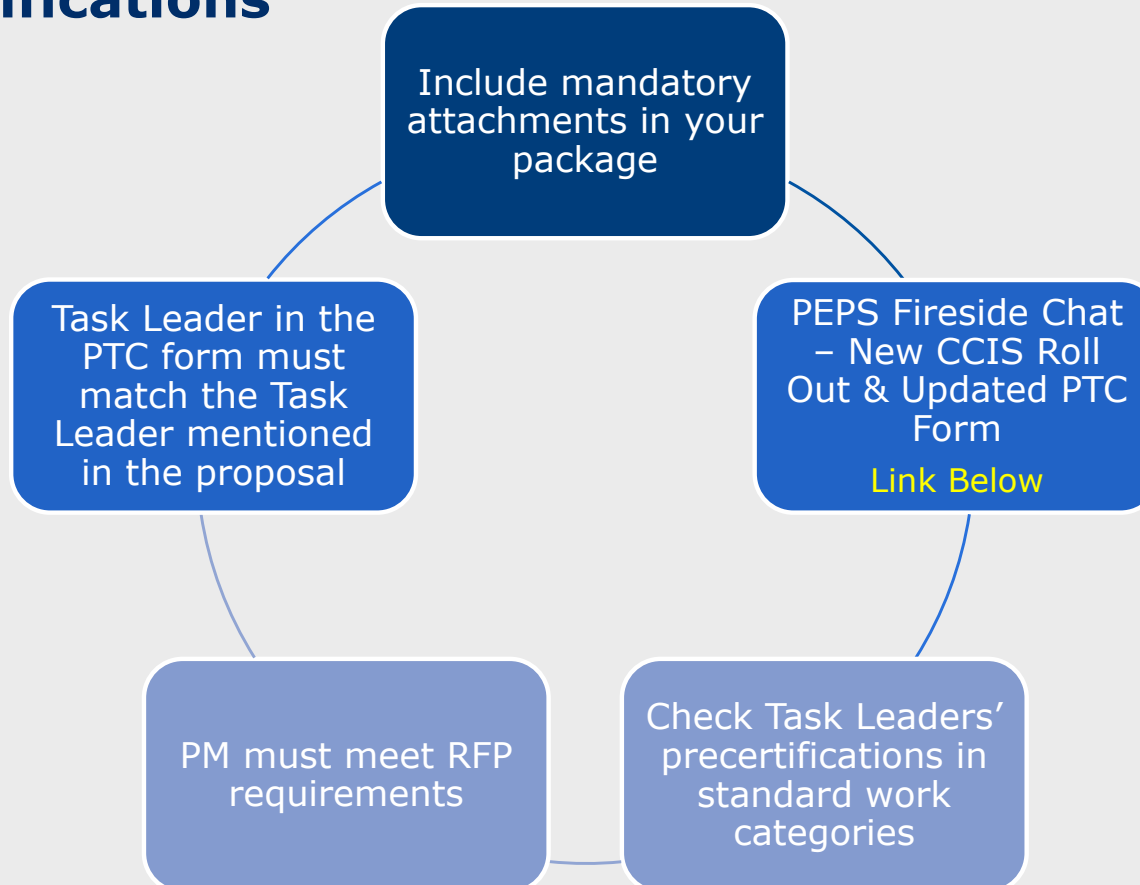 ifications
Include mandatory
attachments in your
package
PEPS Fireside Chat
– New CCIS Roll
Out & Updated PTC
Form
Link Below
Check Task Leaders’
precertifications in
standard work
categories
PM must meet RFP
requirements
Task Leader in the
PTC form must
match the Task
Leader mentioned
in the proposal